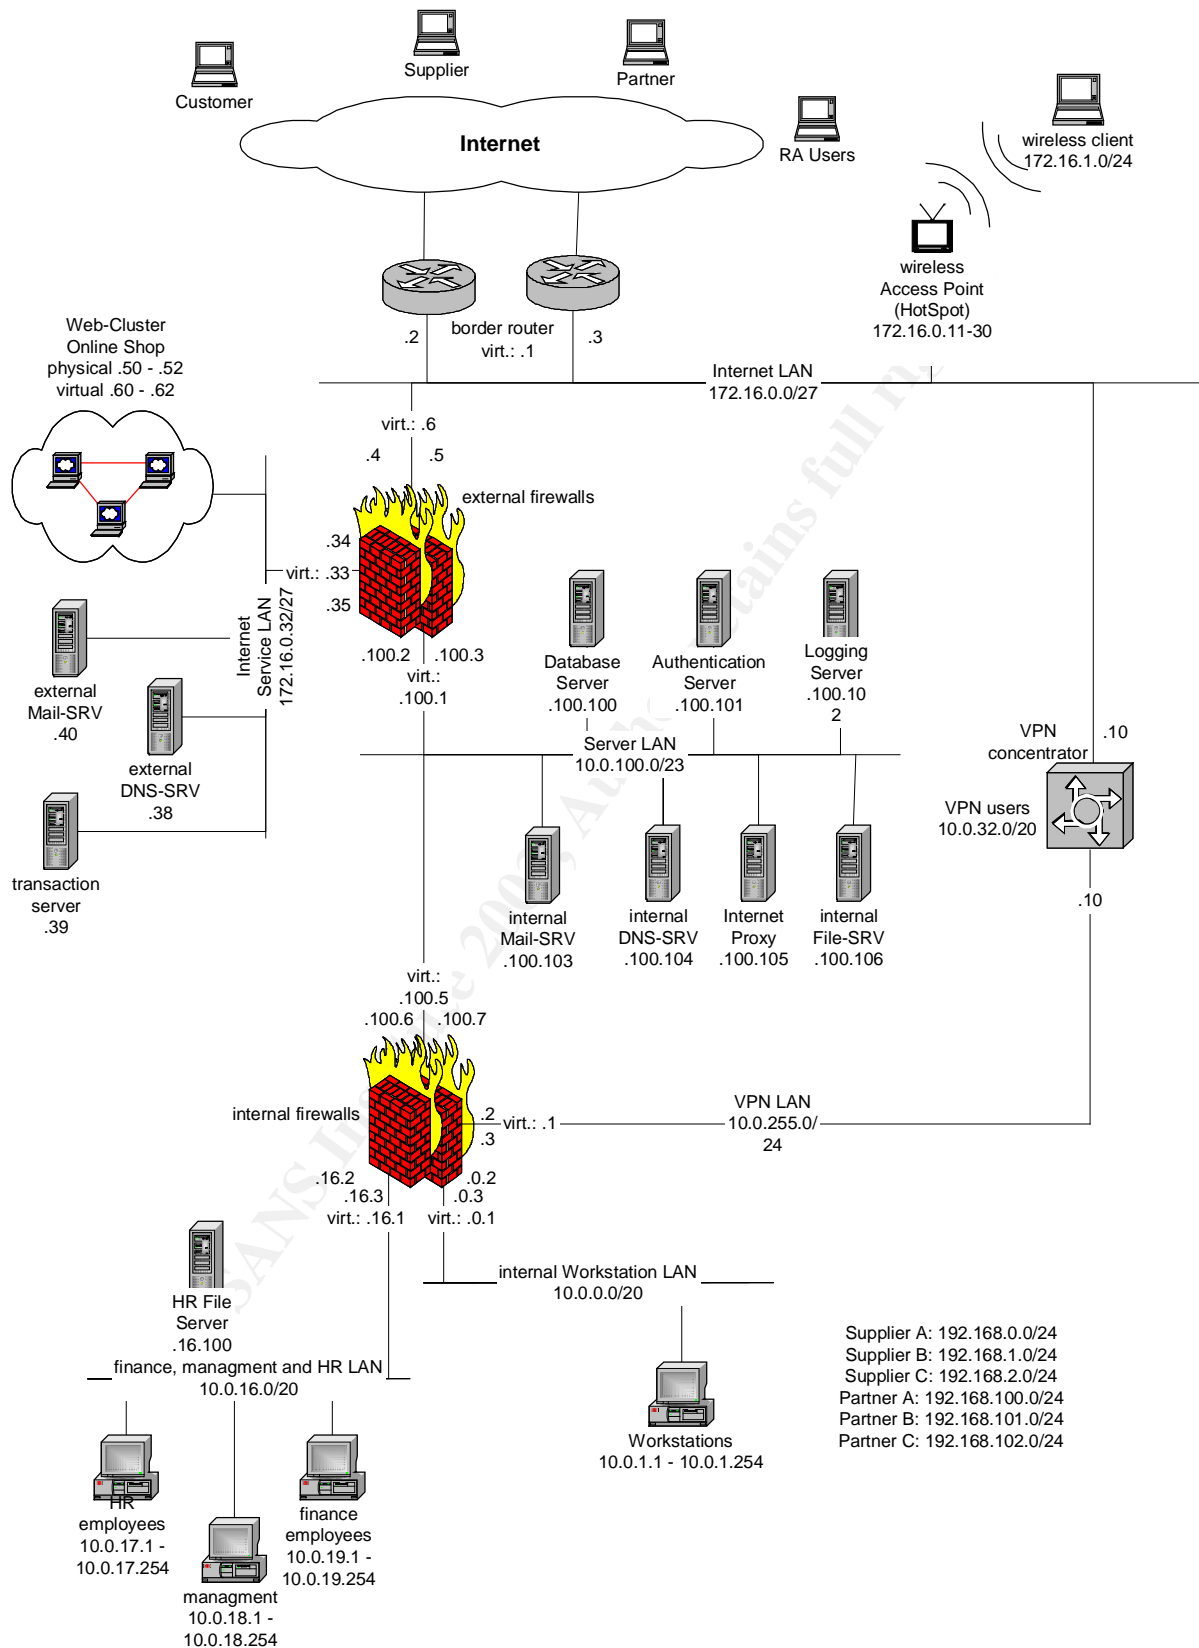 Supplier
Partner
Customer
Internet
RA Users
wireless client
172.16.1.0/24
wireless
Access Point
(HotSpot)
172.16.0.11-30
.2
border router
virt.: .1
.3
Web-Cluster
Online Shop
physical .50 - .52
virtual .60 - .62
Internet LAN
172.16.0.0/27
virt.: .6
.4
.5
external firewalls
.34
virt.: .33
.35
Internet
Service LAN
172.16.0.32/27
external
Mail-SRV
.40
external
DNS-SRV
.38
transaction
server
.39
.100.2
.100.3
virt.:
.100.1
Database
Server
.100.100
Authentication
Server
.100.101
Logging
Server
.100.10
2
Server LAN
10.0.100.0/23
VPN
concentrator
.10
VPN users
10.0.32.0/20
.10
internal
Mail-SRV
.100.103
internal
DNS-SRV
.100.104
Internet
Proxy
.100.105
internal
File-SRV
.100.106
virt.:
.100.5
.100.6
.100.7
internal firewalls
.2
virt.: .1
.3
VPN LAN
10.0.255.0/
24
.16.2
.16.3
virt.: .16.1
.0.2
.0.3
virt.: .0.1
HR File
Server
.16.100
internal Workstation LAN
10.0.0.0/20
finance, managment and HR LAN
10.0.16.0/20
Workstations
10.0.1.1 - 10.0.1.254
Supplier A: 192.168.0.0/24
Supplier B: 192.168.1.0/24
Supplier C: 192.168.2.0/24
Partner A: 192.168.100.0/24
Partner B: 192.168.101.0/24
Partner C: 192.168.102.0/24
HR
employees
10.0.17.1 -
10.0.17.254
managment
10.0.18.1 -
10.0.18.254
finance
employees
10.0.19.1 -
10.0.19.254
SANS In
tains full